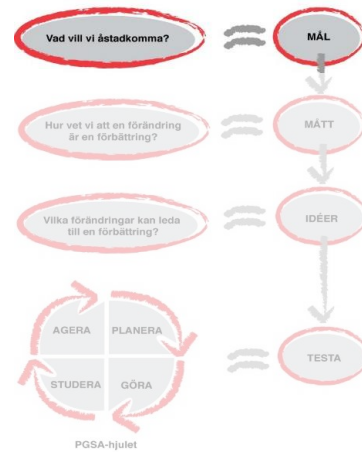 Vad vill vi åstadkomma?
MÅL
Hur vet vi att en förändring
är en förbättring?
MÅTT
Vilka förändringar kan leda
till en förbättring?
IDÉER
AGERA
PLANERA
STUDERA
GÖRA
TESTA
PGSA-hjulet